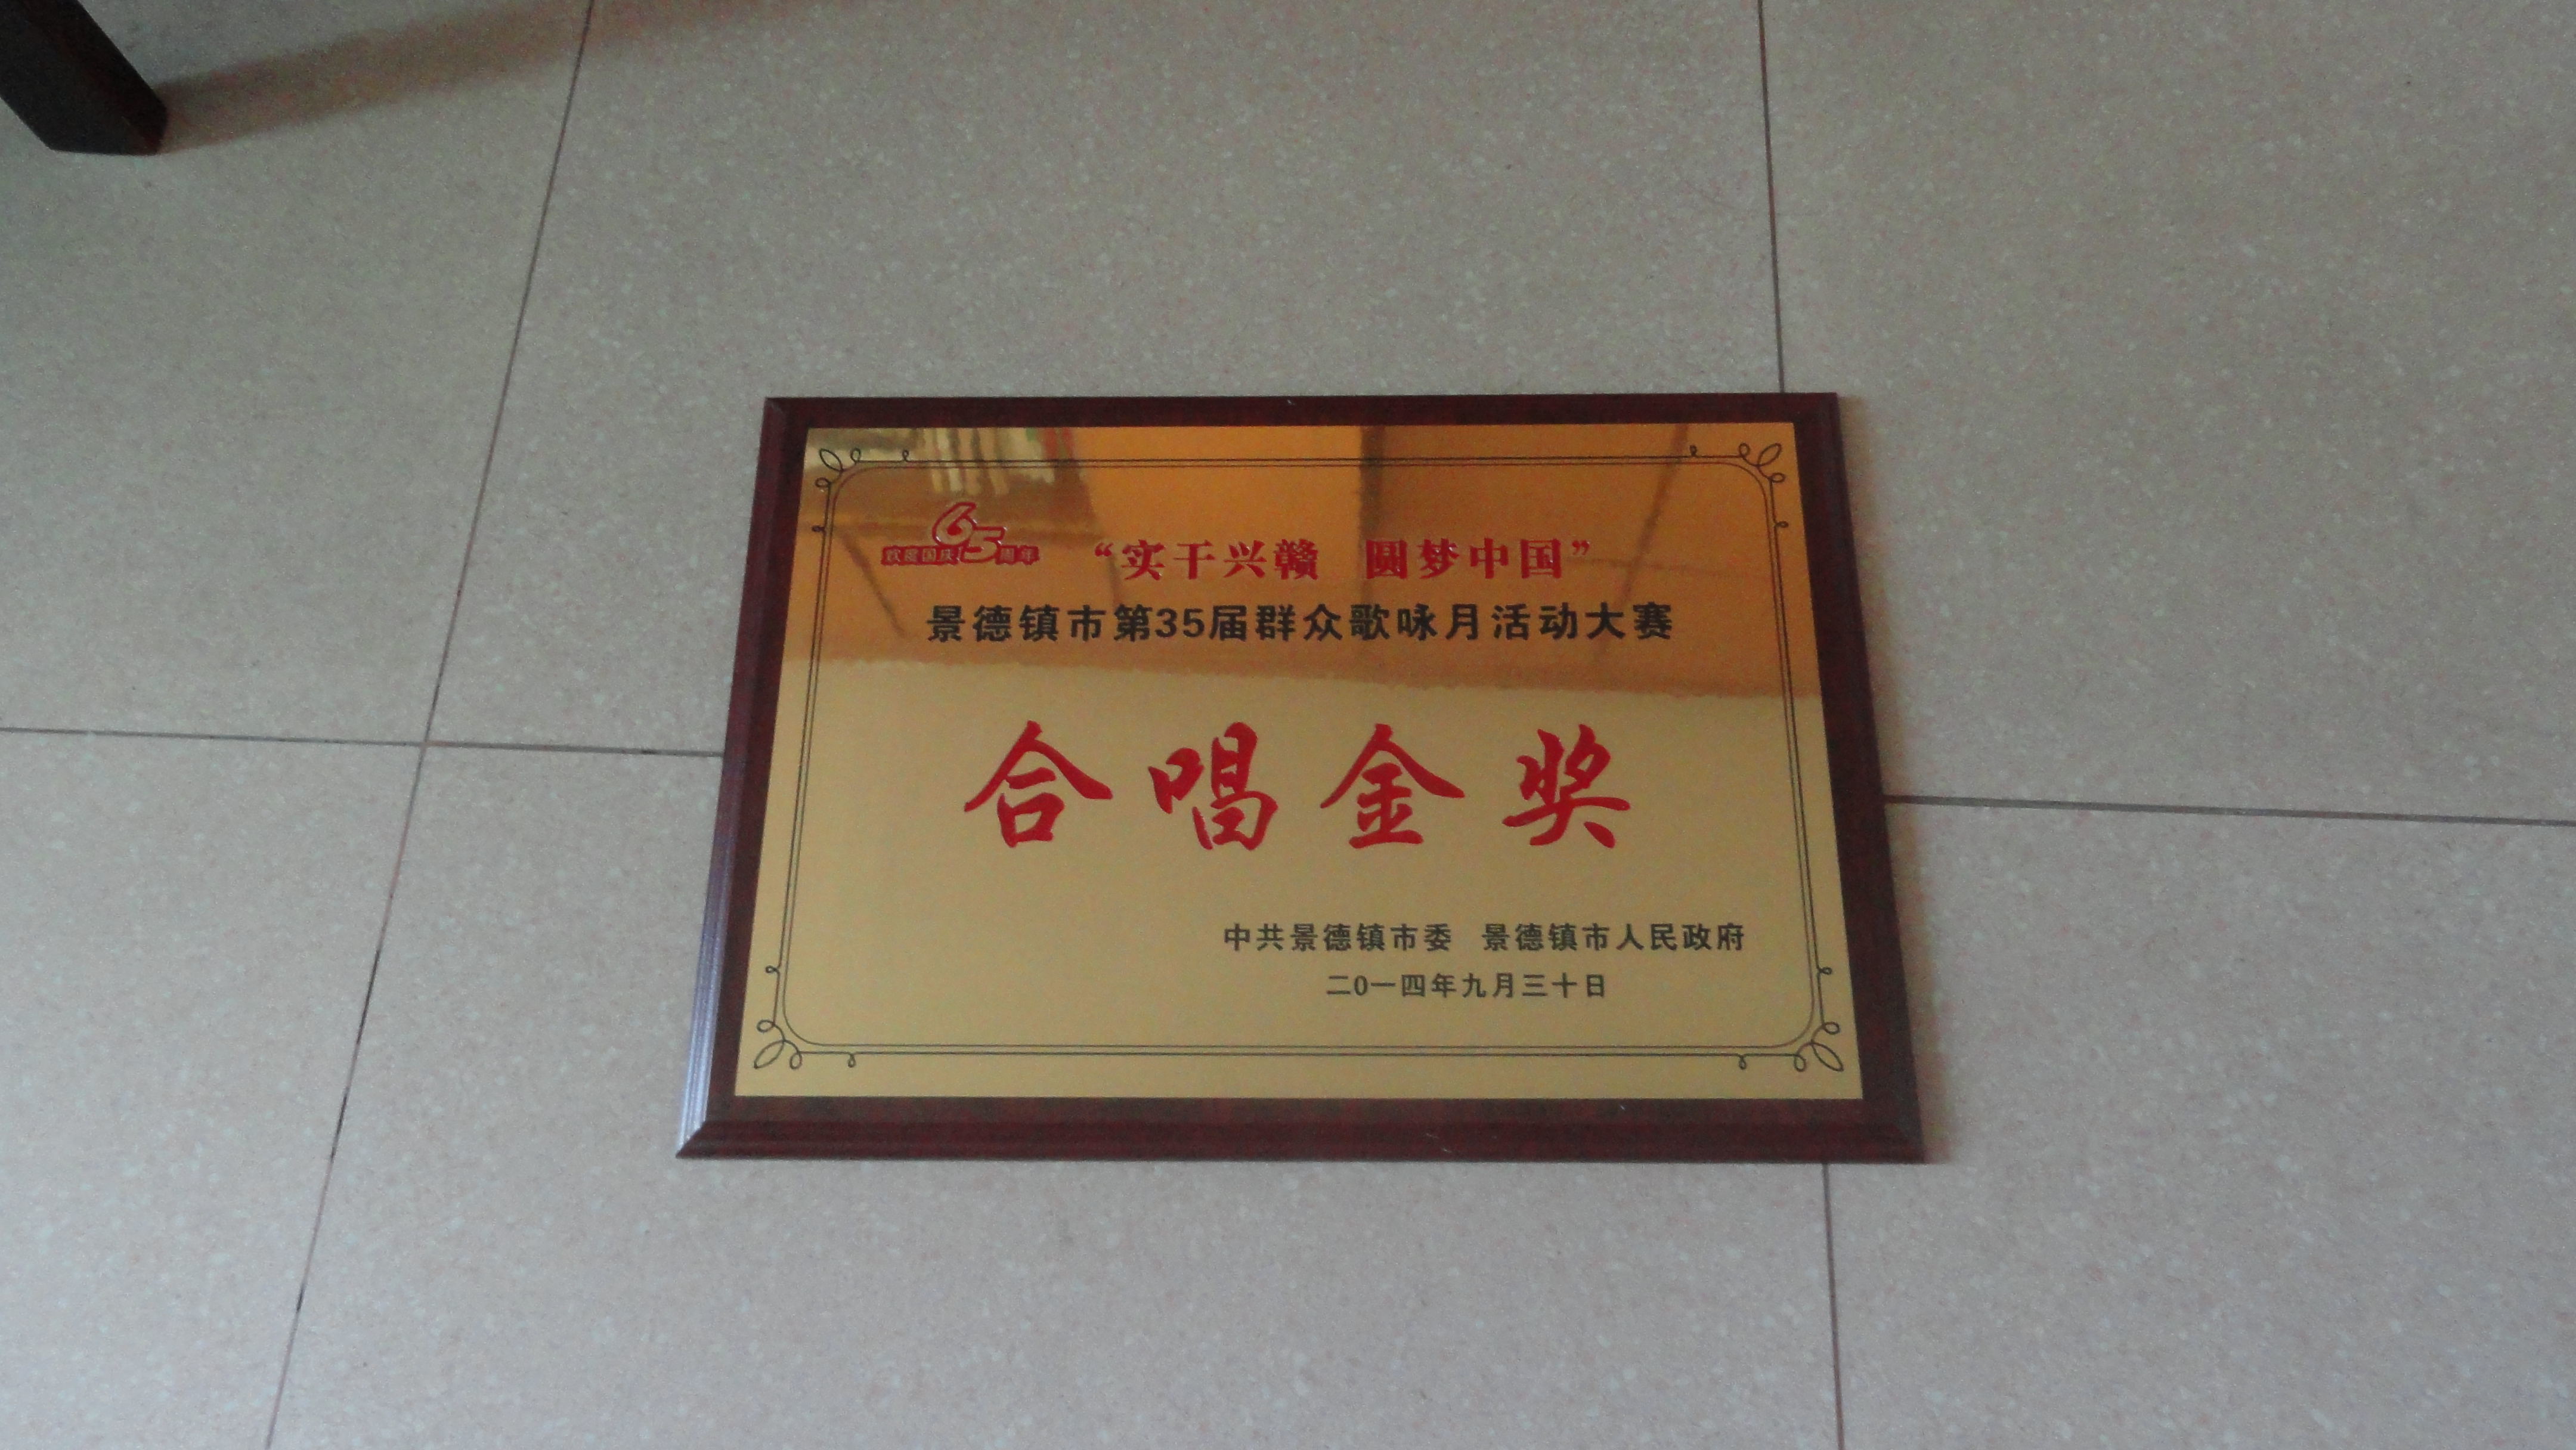 欢度国庆65周年
“实干兴赣 圆梦中国”
景德镇市第35届群众歌咏月活动大赛
合唱金奖
中共景德镇市委 景德镇市人民政府
二0一四年九月三十日